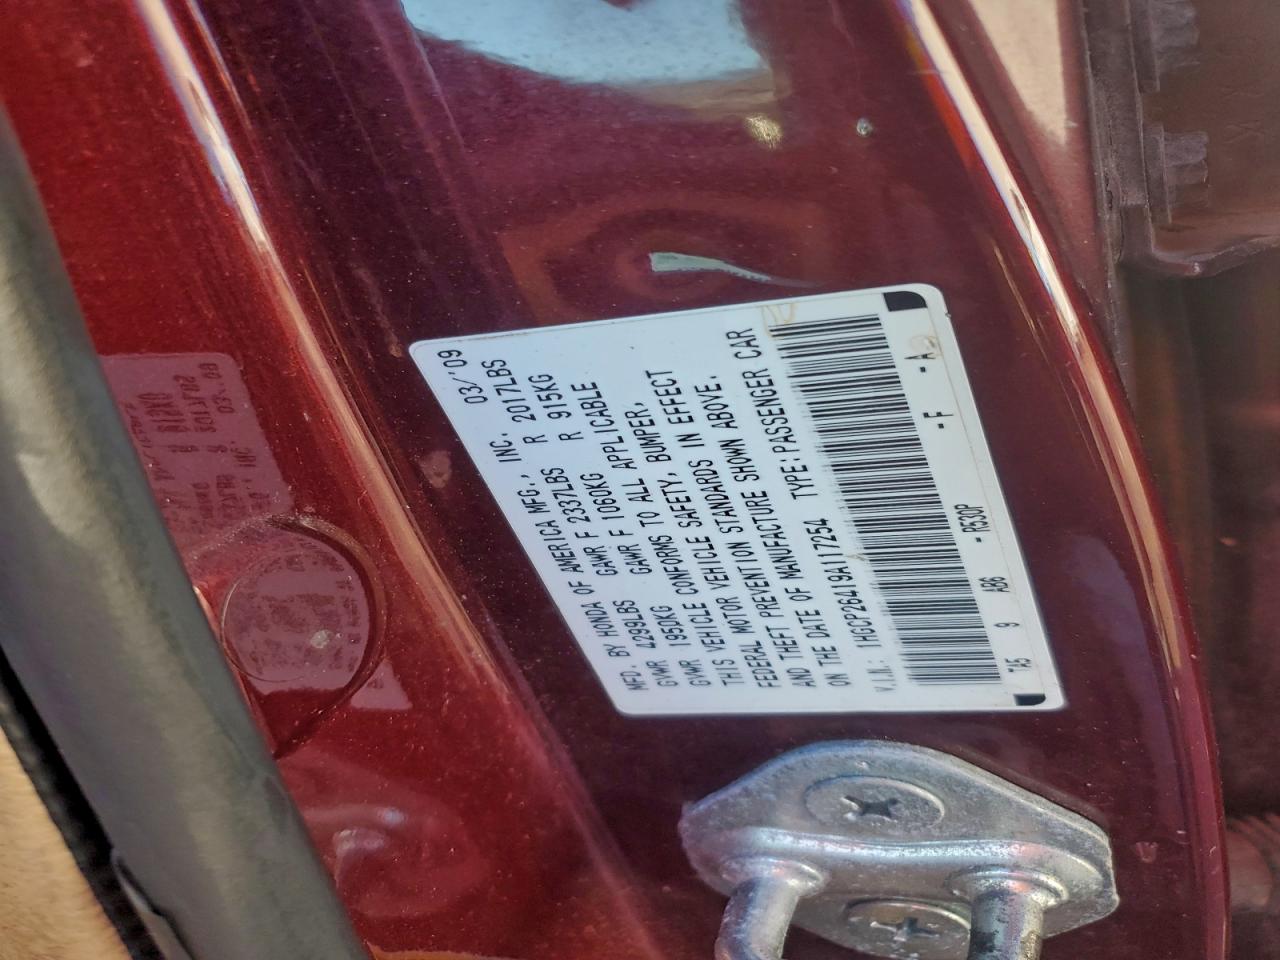 MFD. BY HONDA OF AMERICA MFG., INC. 03/'09
GVWR 4299LBS GAWR F 2337LBS R 2017LBS
GVWR 1950KG GAWR F 1060KG R 915KG
THIS VEHICLE CONFORMS TO ALL APPLICABLE
FEDERAL MOTOR VEHICLE SAFETY, BUMPER,
AND THEFT PREVENTION STANDARDS IN EFFECT
ON THE DATE OF MANUFACTURE SHOWN ABOVE.
V.I.N.: 1HGCP26419A117254 TYPE:PASSENGER CAR
TA5 9 AB6 -R530P -F -A